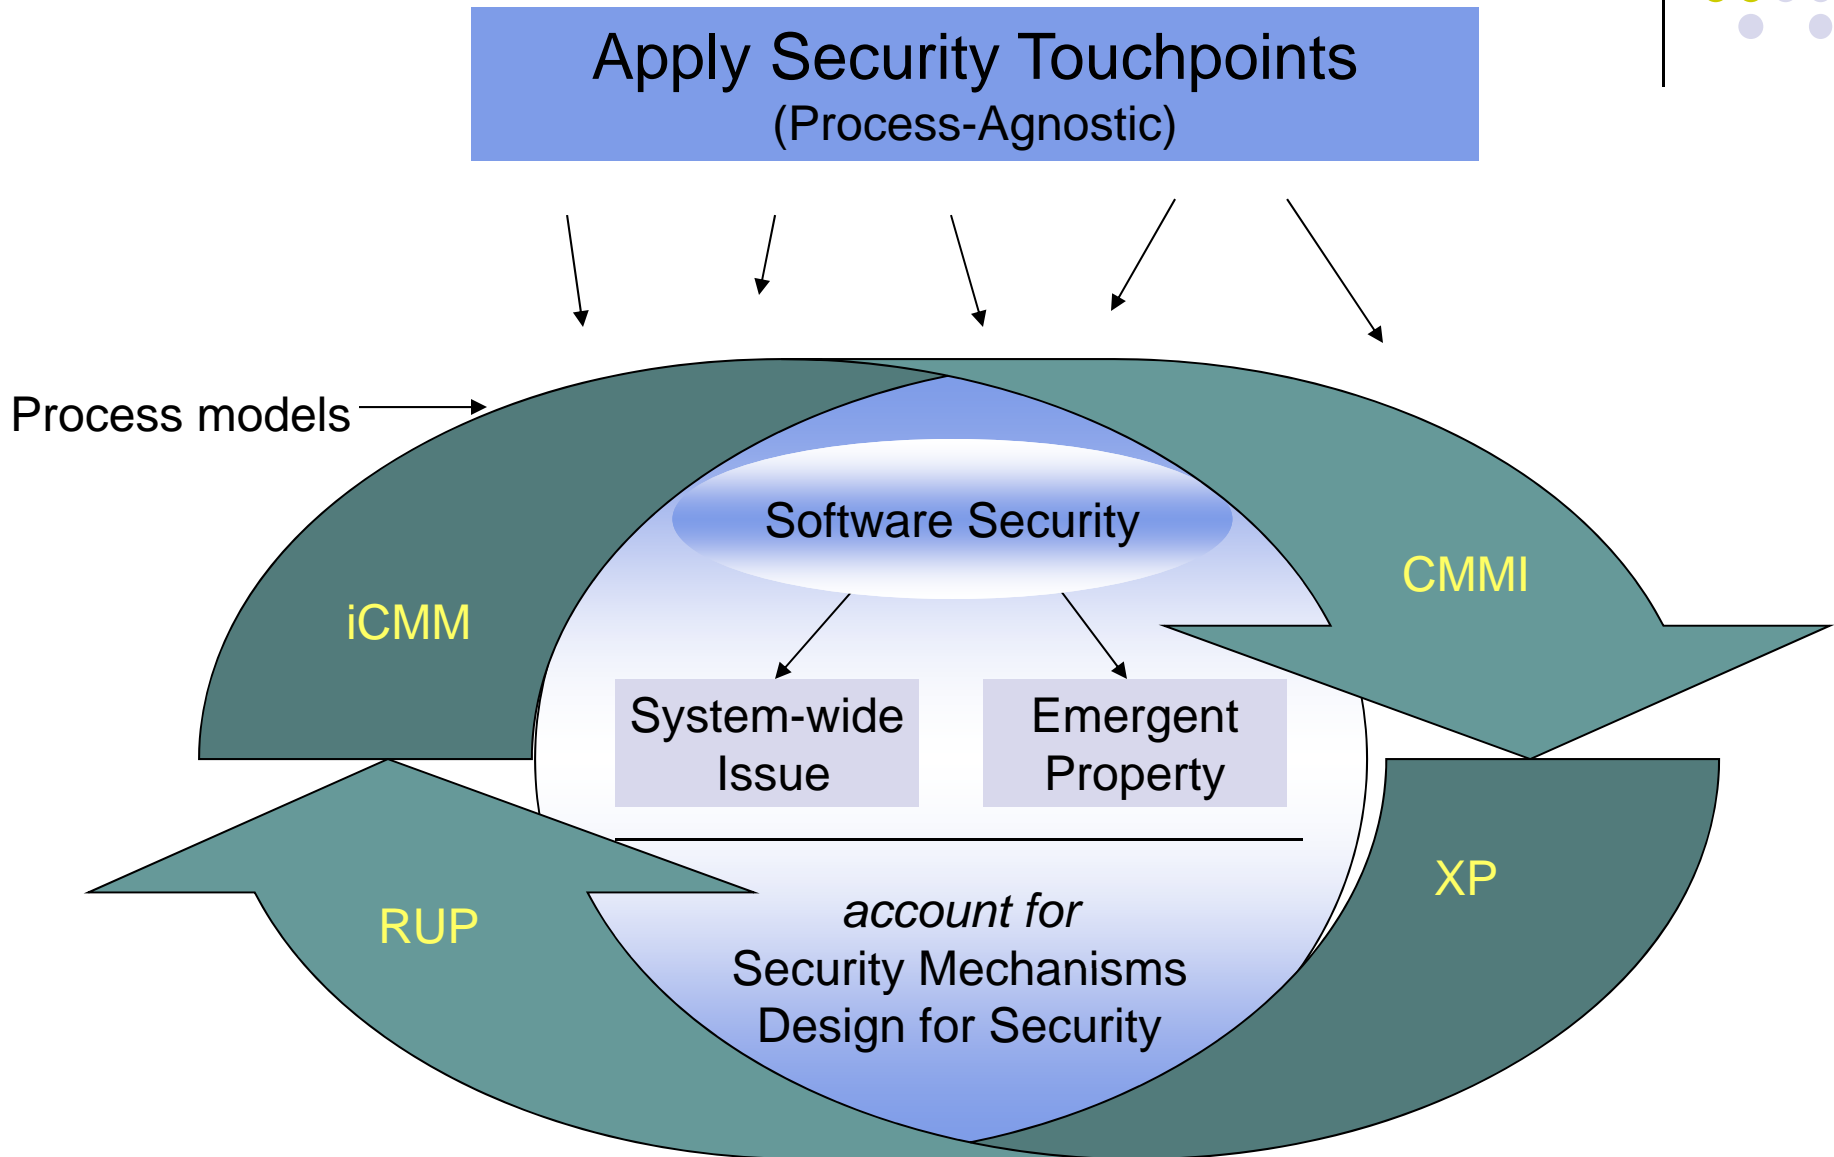 Apply Security Touchpoints
(Process-Agnostic)
Process models
Software Security
CMMI
iCMM
System-wide
Issue
Emergent
Property
XP
RUP
account for
Security Mechanisms
Design for Security